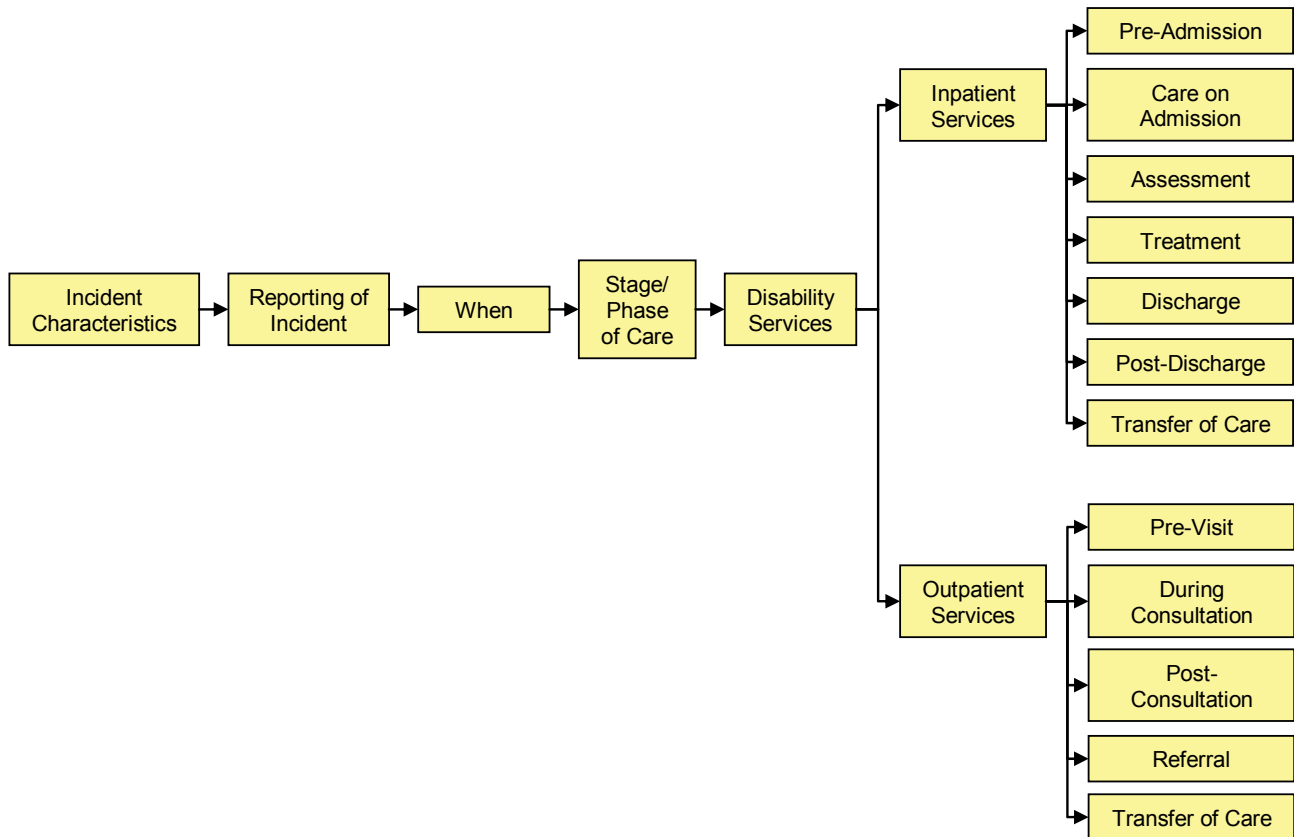 Incident
Characteristics
Reporting of
Incident
When
Stage/
Phase
of Care
Disability
Services
Inpatient
Services
Pre-Admission
Care on
Admission
Assessment
Treatment
Discharge
Post-Discharge
Transfer of Care
Outpatient
Services
Pre-Visit
During
Consultation
Post-
Consultation
Referral
Transfer of Care